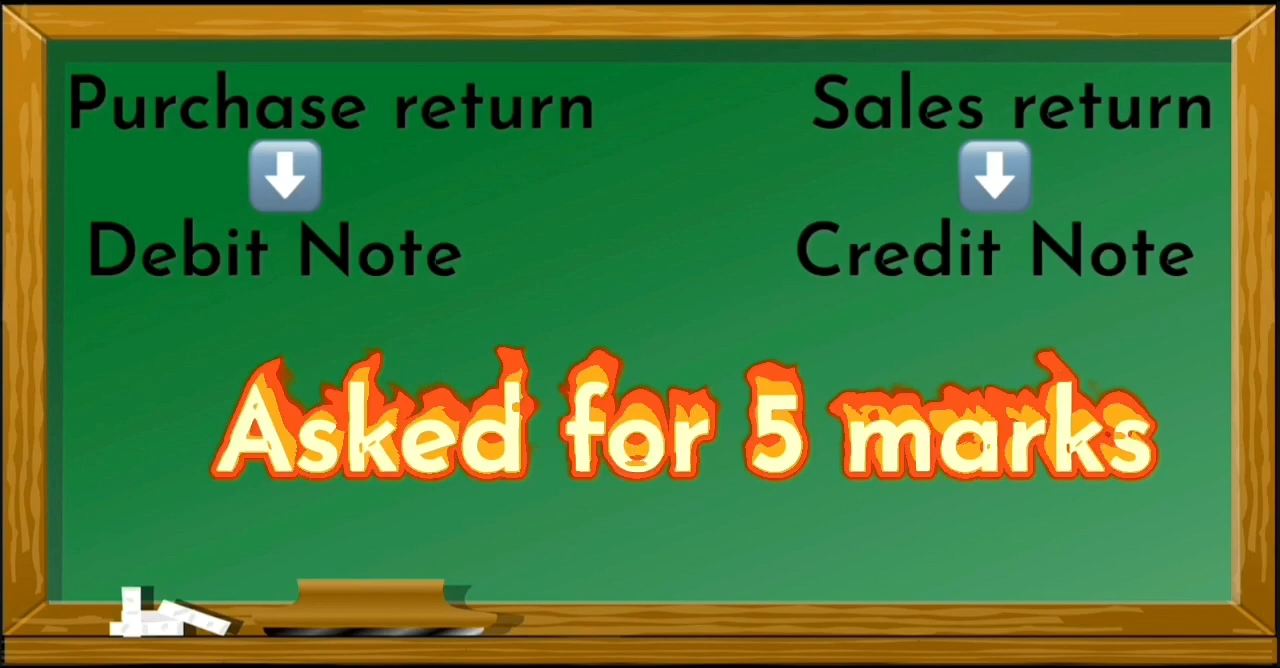 Purchase return
Sales return
Debit Note
Credit Note
Asked for 5 marks